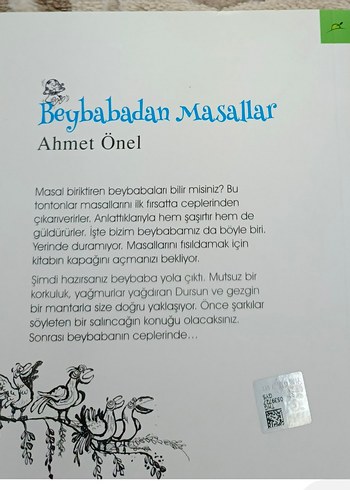 Beybabadan Masallar
Ahmet Önel
Masal biriktiren beybabaları bilir misiniz? Bu
tontonlar masallarını ilk fırsatta ceplerinden
çıkarıverirler. Anlattıklarıyla hem şaşırtır hem de
güldürürler. İşte bizim beybabamız da böyle biri.
Yerinde duramıyor. Masallarını fısıldamak için
kitabın kapağını açmanızı bekliyor.
Şimdi hazırsanız beybaba yola çıktı. Mutsuz bir
korkuluk, yağmurlar yağdıran Dursun ve gezgin
bir mantarla size doğru yaklaşıyor. Önce şarkılar
söyleten bir salıncağın konuğu olacaksınız.
Sonrası beybabanın ceplerinde...